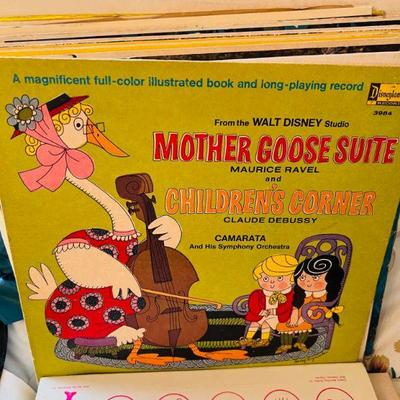 A magnificent full-color illustrated book and long-playing record
Disneyland
3984
From the WALT DISNEY Studio
MOTHER GOOSE SUITE
MAURICE RAVEL
and
CHILDREN'S CORNER
CLAUDE DEBUSSY
CAMARATA
And His Symphony Orchestra